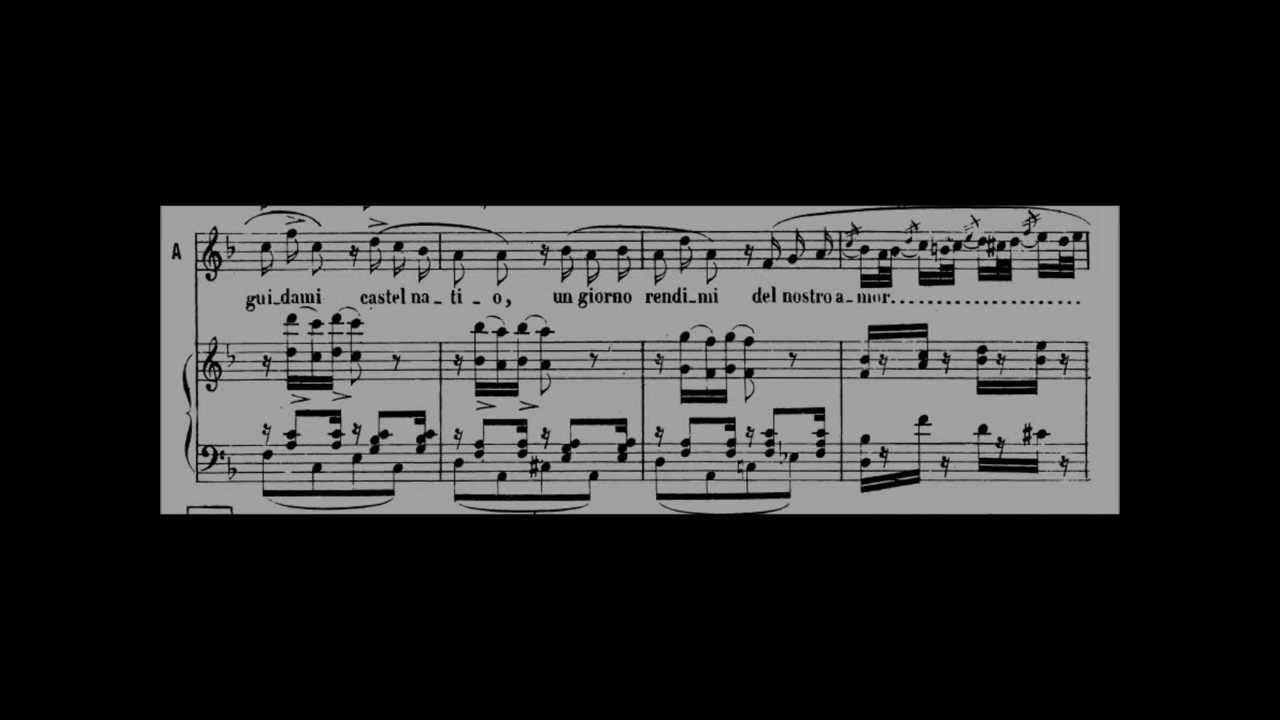 A
gui_dami castel na_ti_o, un giorno rendi_mi del nostro a_mor....................